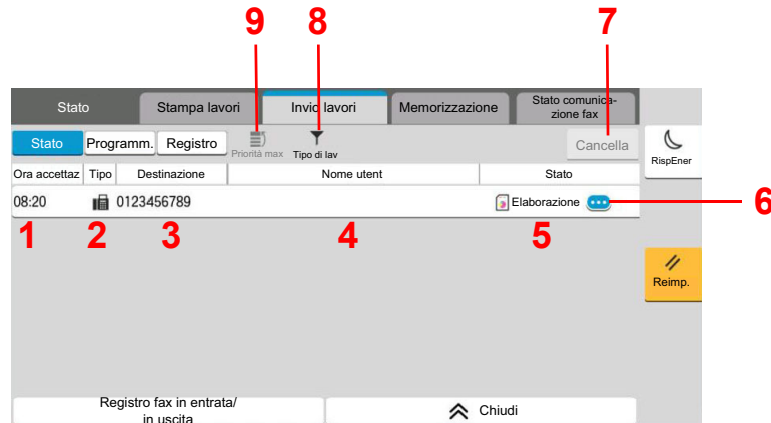 9 8 7
Stato Stampa lavori Invio lavori Memorizzazione Stato comunica-
zione fax
Stato Programm. Registro Priorità max Tipo di lav Cancella
RispEner
Ora accettaz Tipo Destinazione Nome utent Stato
08:20 0123456789 Elaborazione 6
1 2 3 4 5
Reimp.
Registro fax in entrata/
in uscita
Chiudi